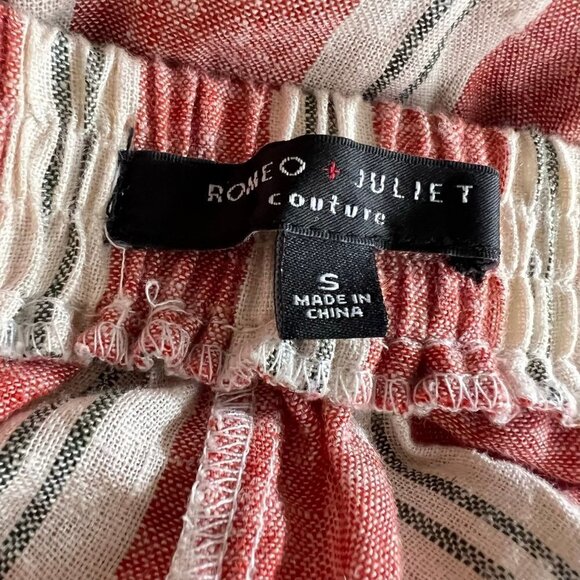 ROMEO + JULIET
couture
S
MADE IN
CHINA